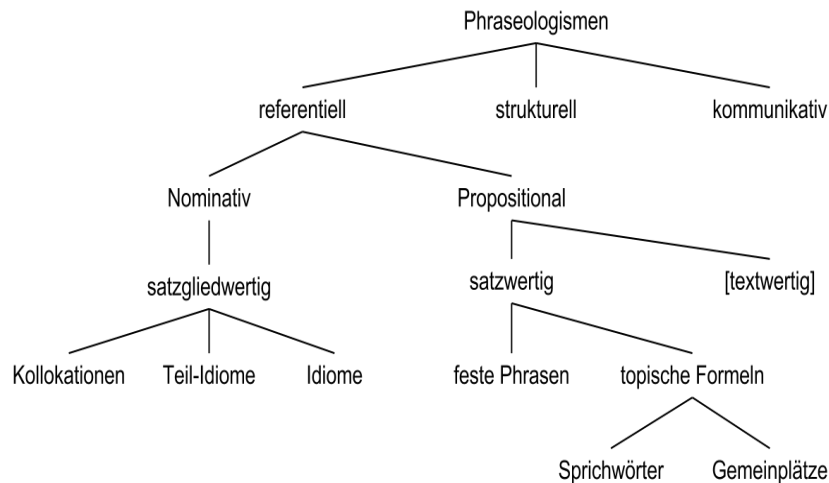 Phraseologismen
referentiell strukturell kommunikativ
Nominativ Propositional
satzgliedwertig satzwertig [textwertig]
Kollokationen Teil-Idiome Idiome feste Phrasen topische Formeln
Sprichwörter Gemeinplätze